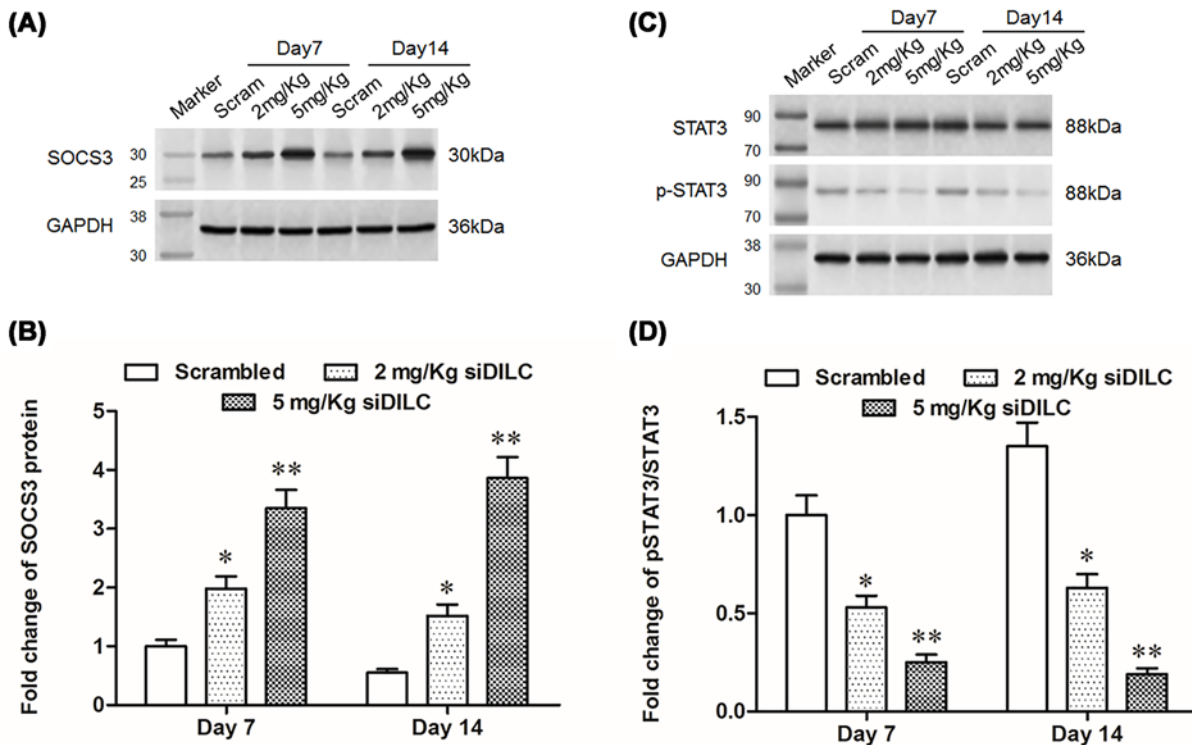 (A)
Day7 Day14
Marker Scram 2mg/Kg 5mg/Kg Scram 2mg/Kg 5mg/Kg
SOCS3 30 30kDa
25
GAPDH 38 36kDa
30
(C)
Day7 Day14
Marker Scram 2mg/Kg 5mg/Kg Scram 2mg/Kg 5mg/Kg
STAT3 90 88kDa
70
p-STAT3 90 88kDa
70
GAPDH 38 36kDa
30
(B)
Scrambled 2 mg/Kg siDILC
5 mg/Kg siDILC
Fold change of SOCS3 protein
5
4
3
2
1
0
* ** * **
Day 7 Day 14
(D)
Scrambled 2 mg/Kg siDILC
5 mg/Kg siDILC
Fold change of pSTAT3/STAT3
1.5
1.0
0.5
0.0
* ** * **
Day 7 Day 14